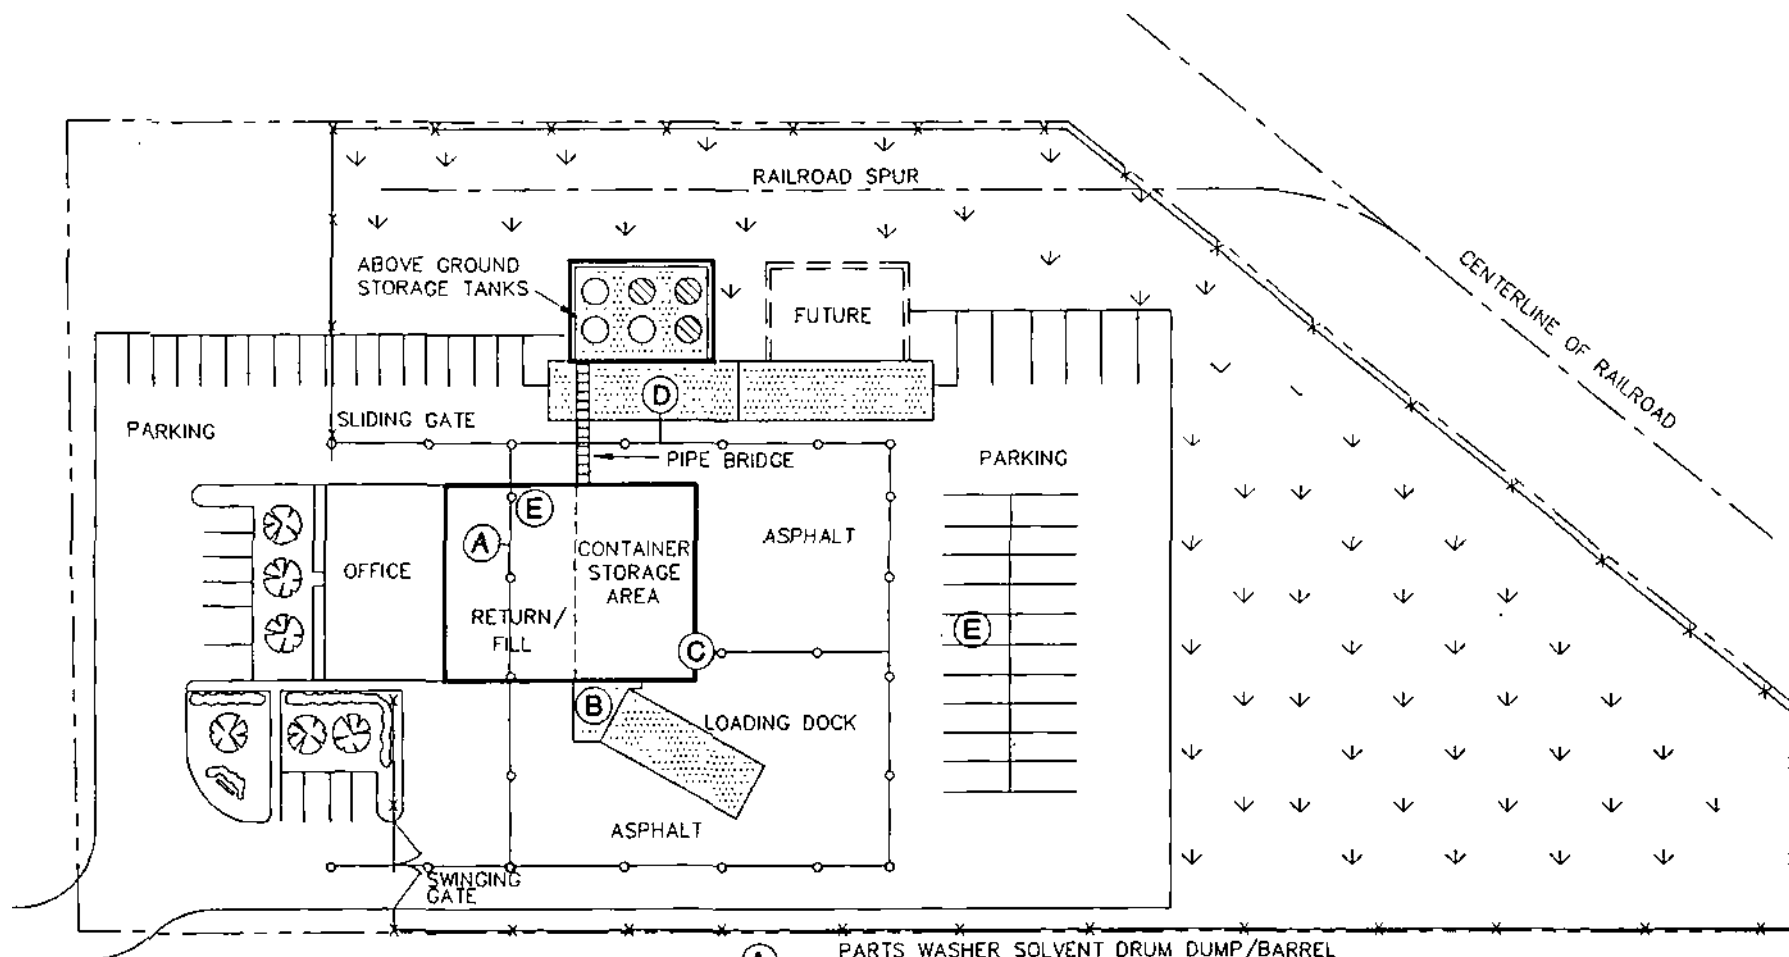 RAILROAD SPUR
ABOVE GROUND
STORAGE TANKS
CENTERLINE OF RAILROAD
FUTURE
D
SLIDING GATE
PARKING
PIPE BRIDGE
PARKING
E
A
ASPHALT
CONTAINER
STORAGE
AREA
OFFICE
RETURN/
FILL
E
C
B
LOADING DOCK
ASPHALT
SWINGING
GATE
A PARTS WASHER SOLVENT DRUM DUMP/BARREL